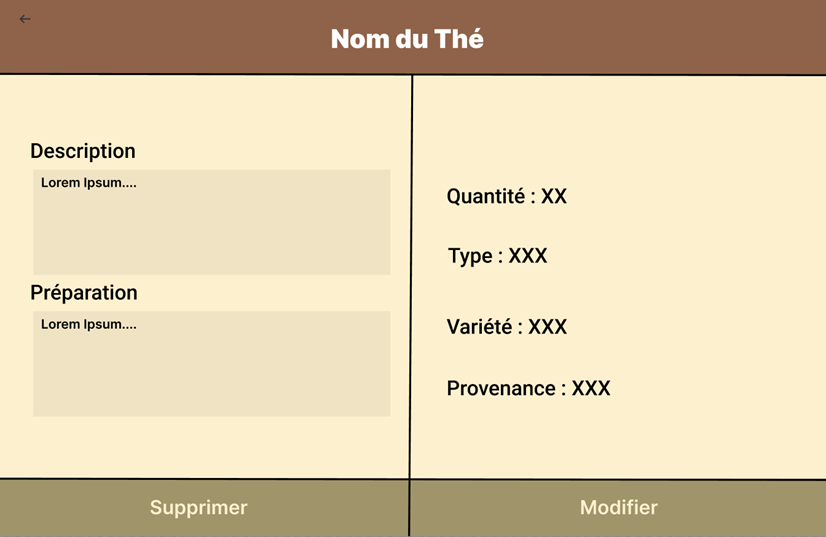 Nom du Thé
Description
Lorem Ipsum....
Préparation
Lorem Ipsum....
Quantité : XX
Type : XXX
Variété : XXX
Provenance : XXX
Supprimer
Modifier